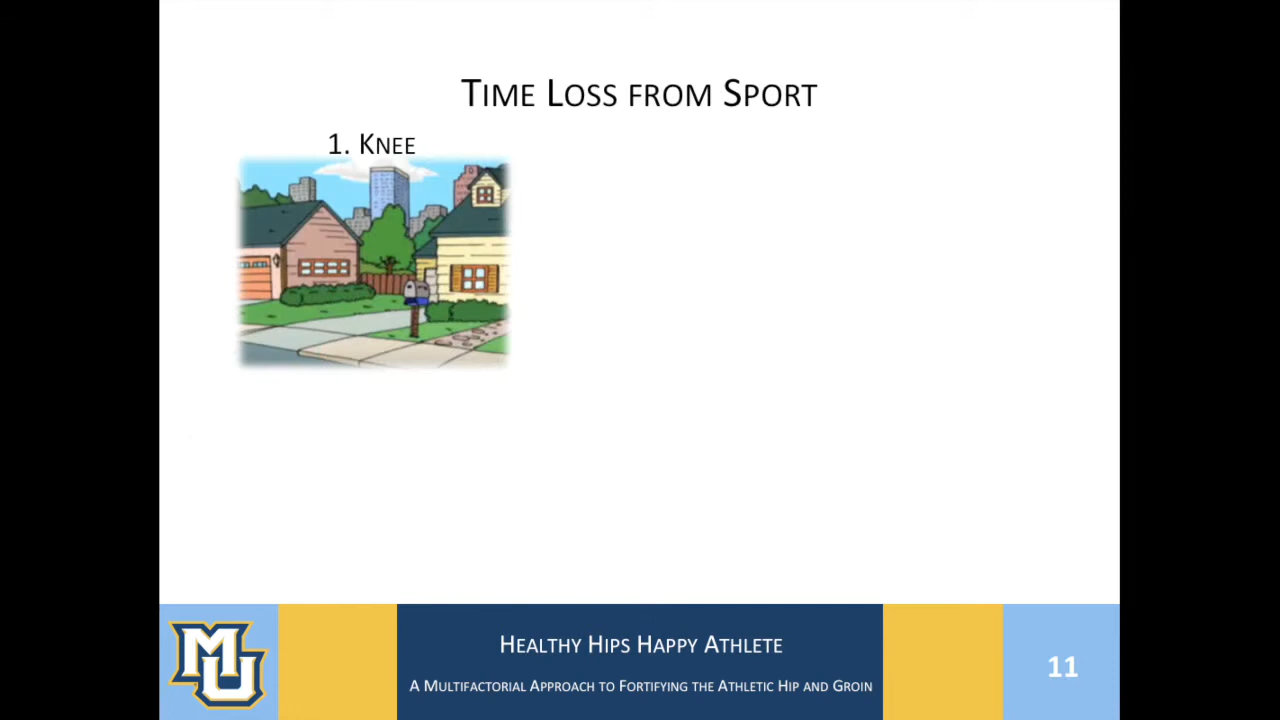 Time Loss from Sport
1. Knee
MU
Healthy Hips Happy Athlete
A Multifactorial Approach to Fortifying the Athletic Hip and Groin
11